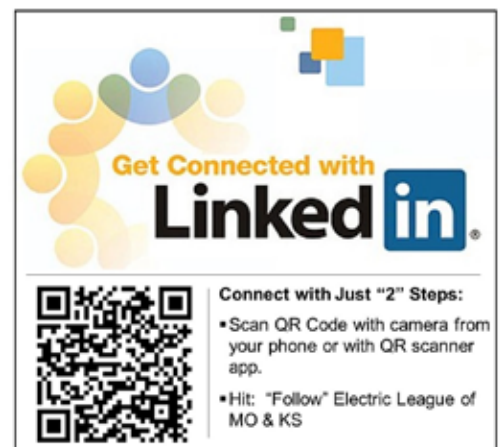 Get Connected with
Linked in®
Connect with Just “2” Steps:
▪Scan QR Code with camera from
your phone or with QR scanner
app.
▪Hit: “Follow” Electric League of
MO & KS